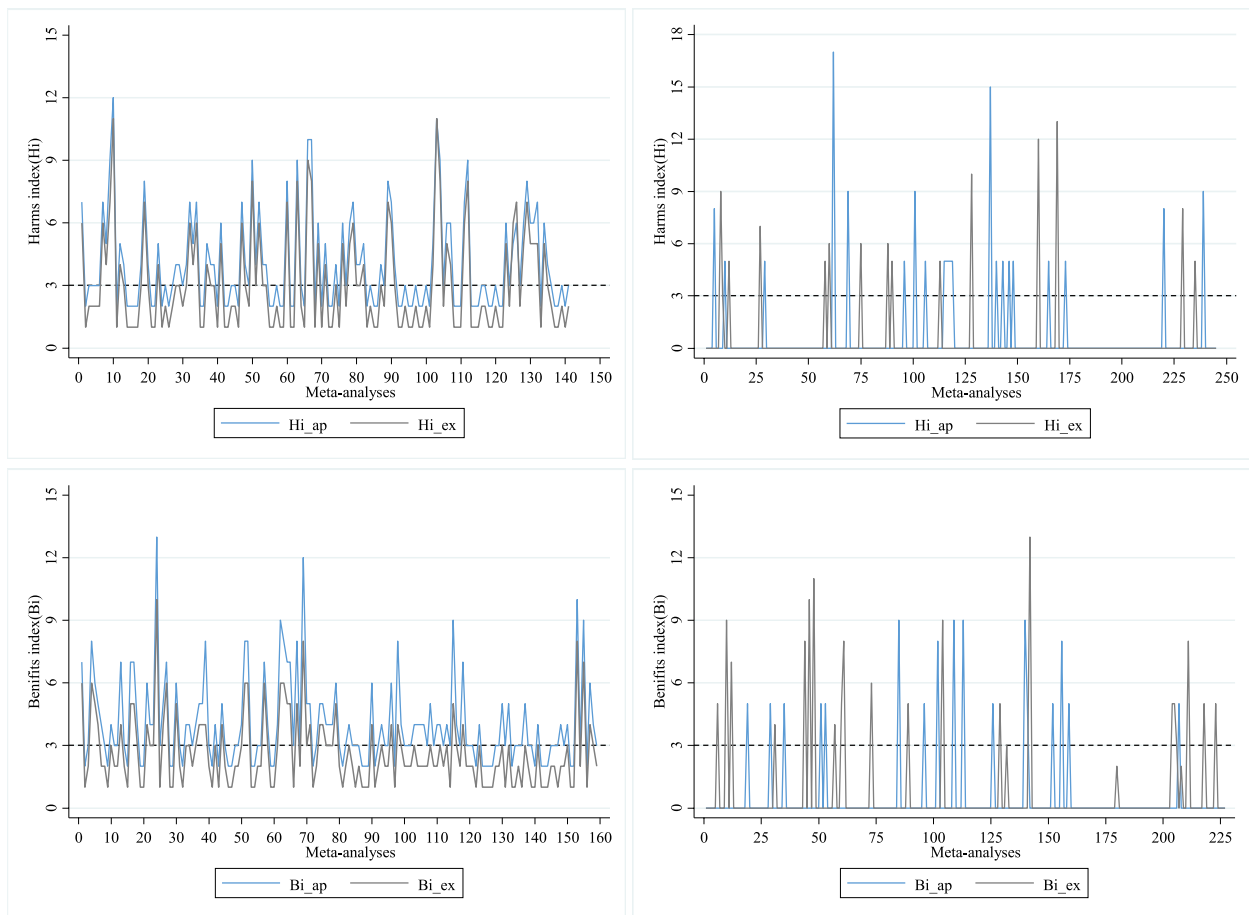 Harms index(Hi)
15
12
9
6
3
0
0 10 20 30 40 50 60 70 80 90 100 110 120 130 140 150
Meta-analyses
Hi_ap Hi_ex
Harms index(Hi)
18
15
12
9
6
3
0
0 25 50 75 100 125 150 175 200 225 250
Meta-analyses
Hi_ap Hi_ex
Benifits index(Bi)
15
12
9
6
3
0
0 10 20 30 40 50 60 70 80 90 100 110 120 130 140 150 159
Meta-analyses
Bi_ap Bi_ex
Benifits index(Bi)
15
12
9
6
3
0
0 25 50 75 100 125 150 175 200 225
Meta-analyses
Bi_ap Bi_ex